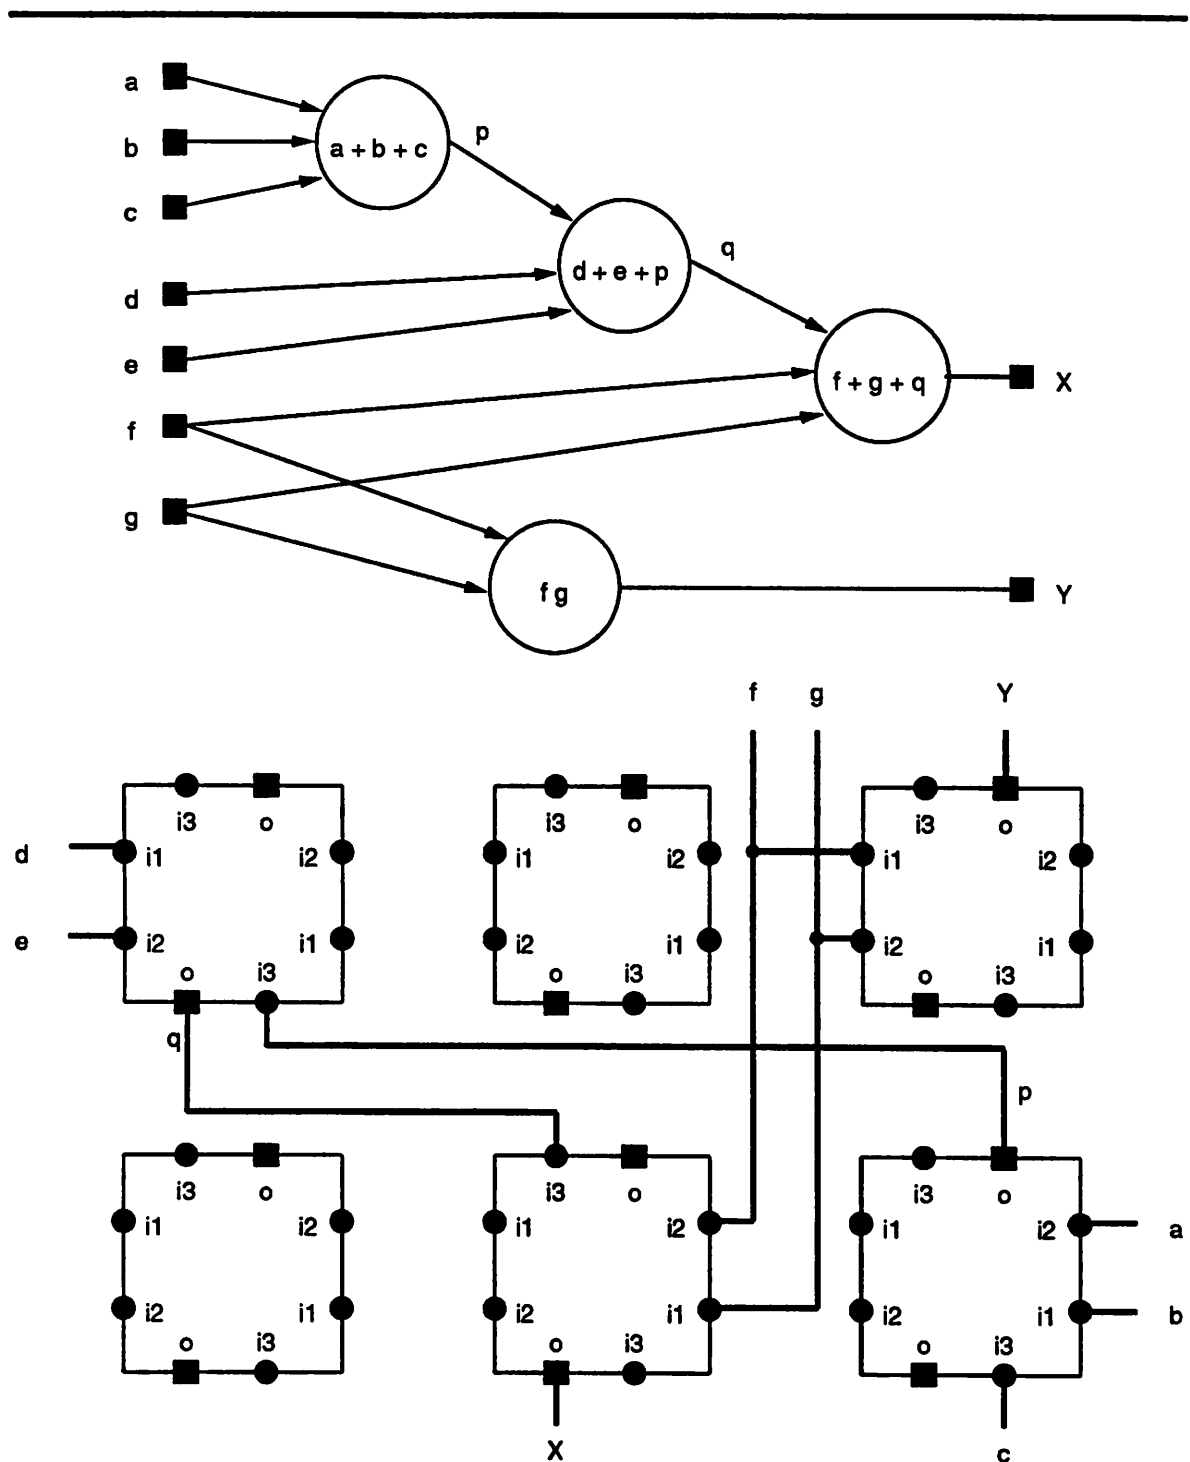 a
b
c
a + b + c
p
d
e
d + e + p
q
f
g
f + g + q
X
f g
Y
f g Y
i3 o i3 o i3 o
d i1 i2 i1 i2 i1 i2
e i2 i1 i2 i1 i2 i1
o i3 o i3 o i3
q
p
i3 o i3 o i3 o
i1 i2 i1 i2 i1 i2 a
i2 i1 i2 i1 i2 i1 b
o i3 o i3 o i3
X c